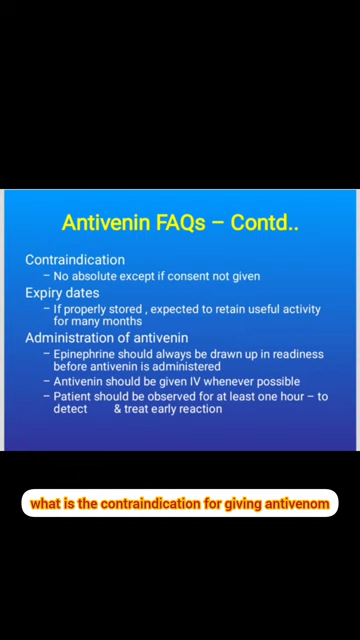 Antivenin FAQs – Contd..
Contraindication
– No absolute except if consent not given
Expiry dates
– If properly stored , expected to retain useful activity
for many months
Administration of antivenin
– Epinephrine should always be drawn up in readiness
before antivenin is administered
– Antivenin should be given IV whenever possible
– Patient should be observed for at least one hour – to
detect & treat early reaction
what is the contraindication for giving antivenom